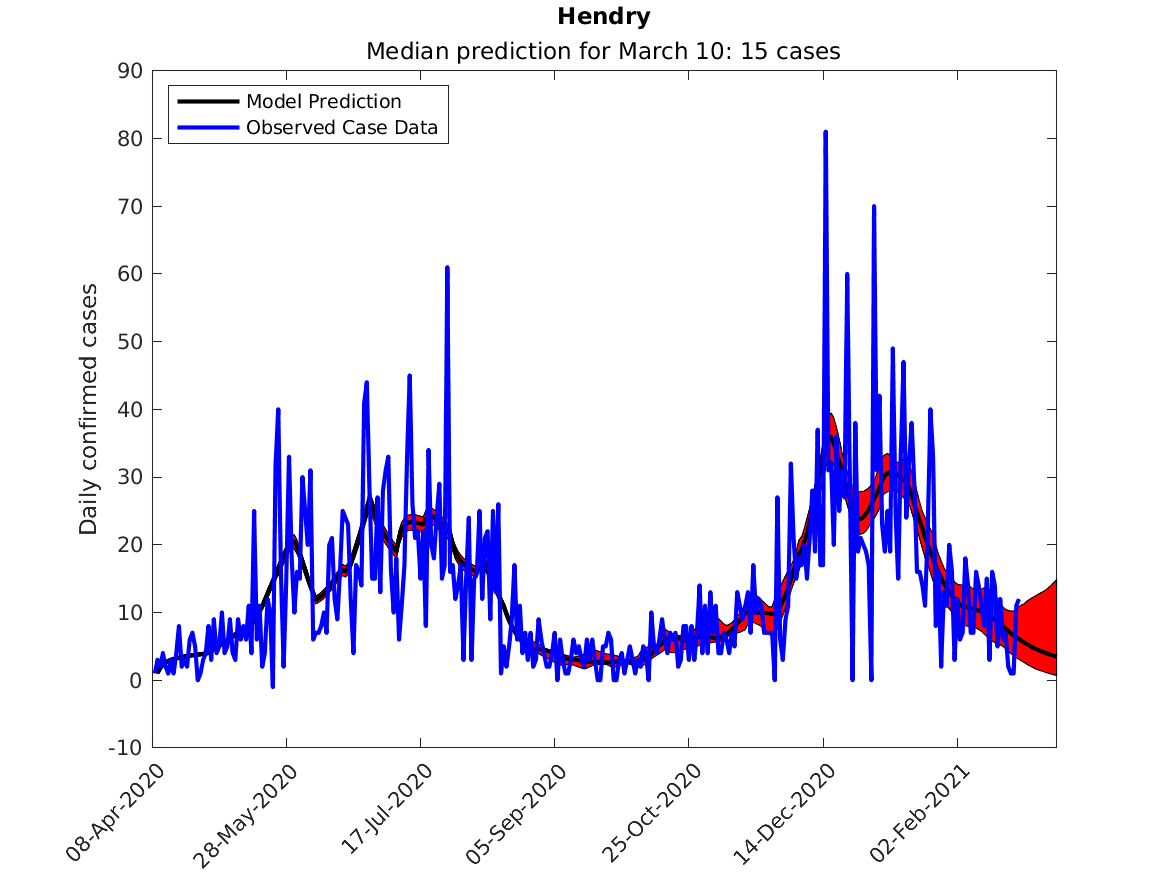 Hendry
Median prediction for March 10: 15 cases
Model Prediction
Observed Case Data
Daily confirmed cases
90
80
70
60
50
40
30
20
10
0
-10
08-Apr-2020
28-May-2020
17-Jul-2020
05-Sep-2020
25-Oct-2020
14-Dec-2020
02-Feb-2021